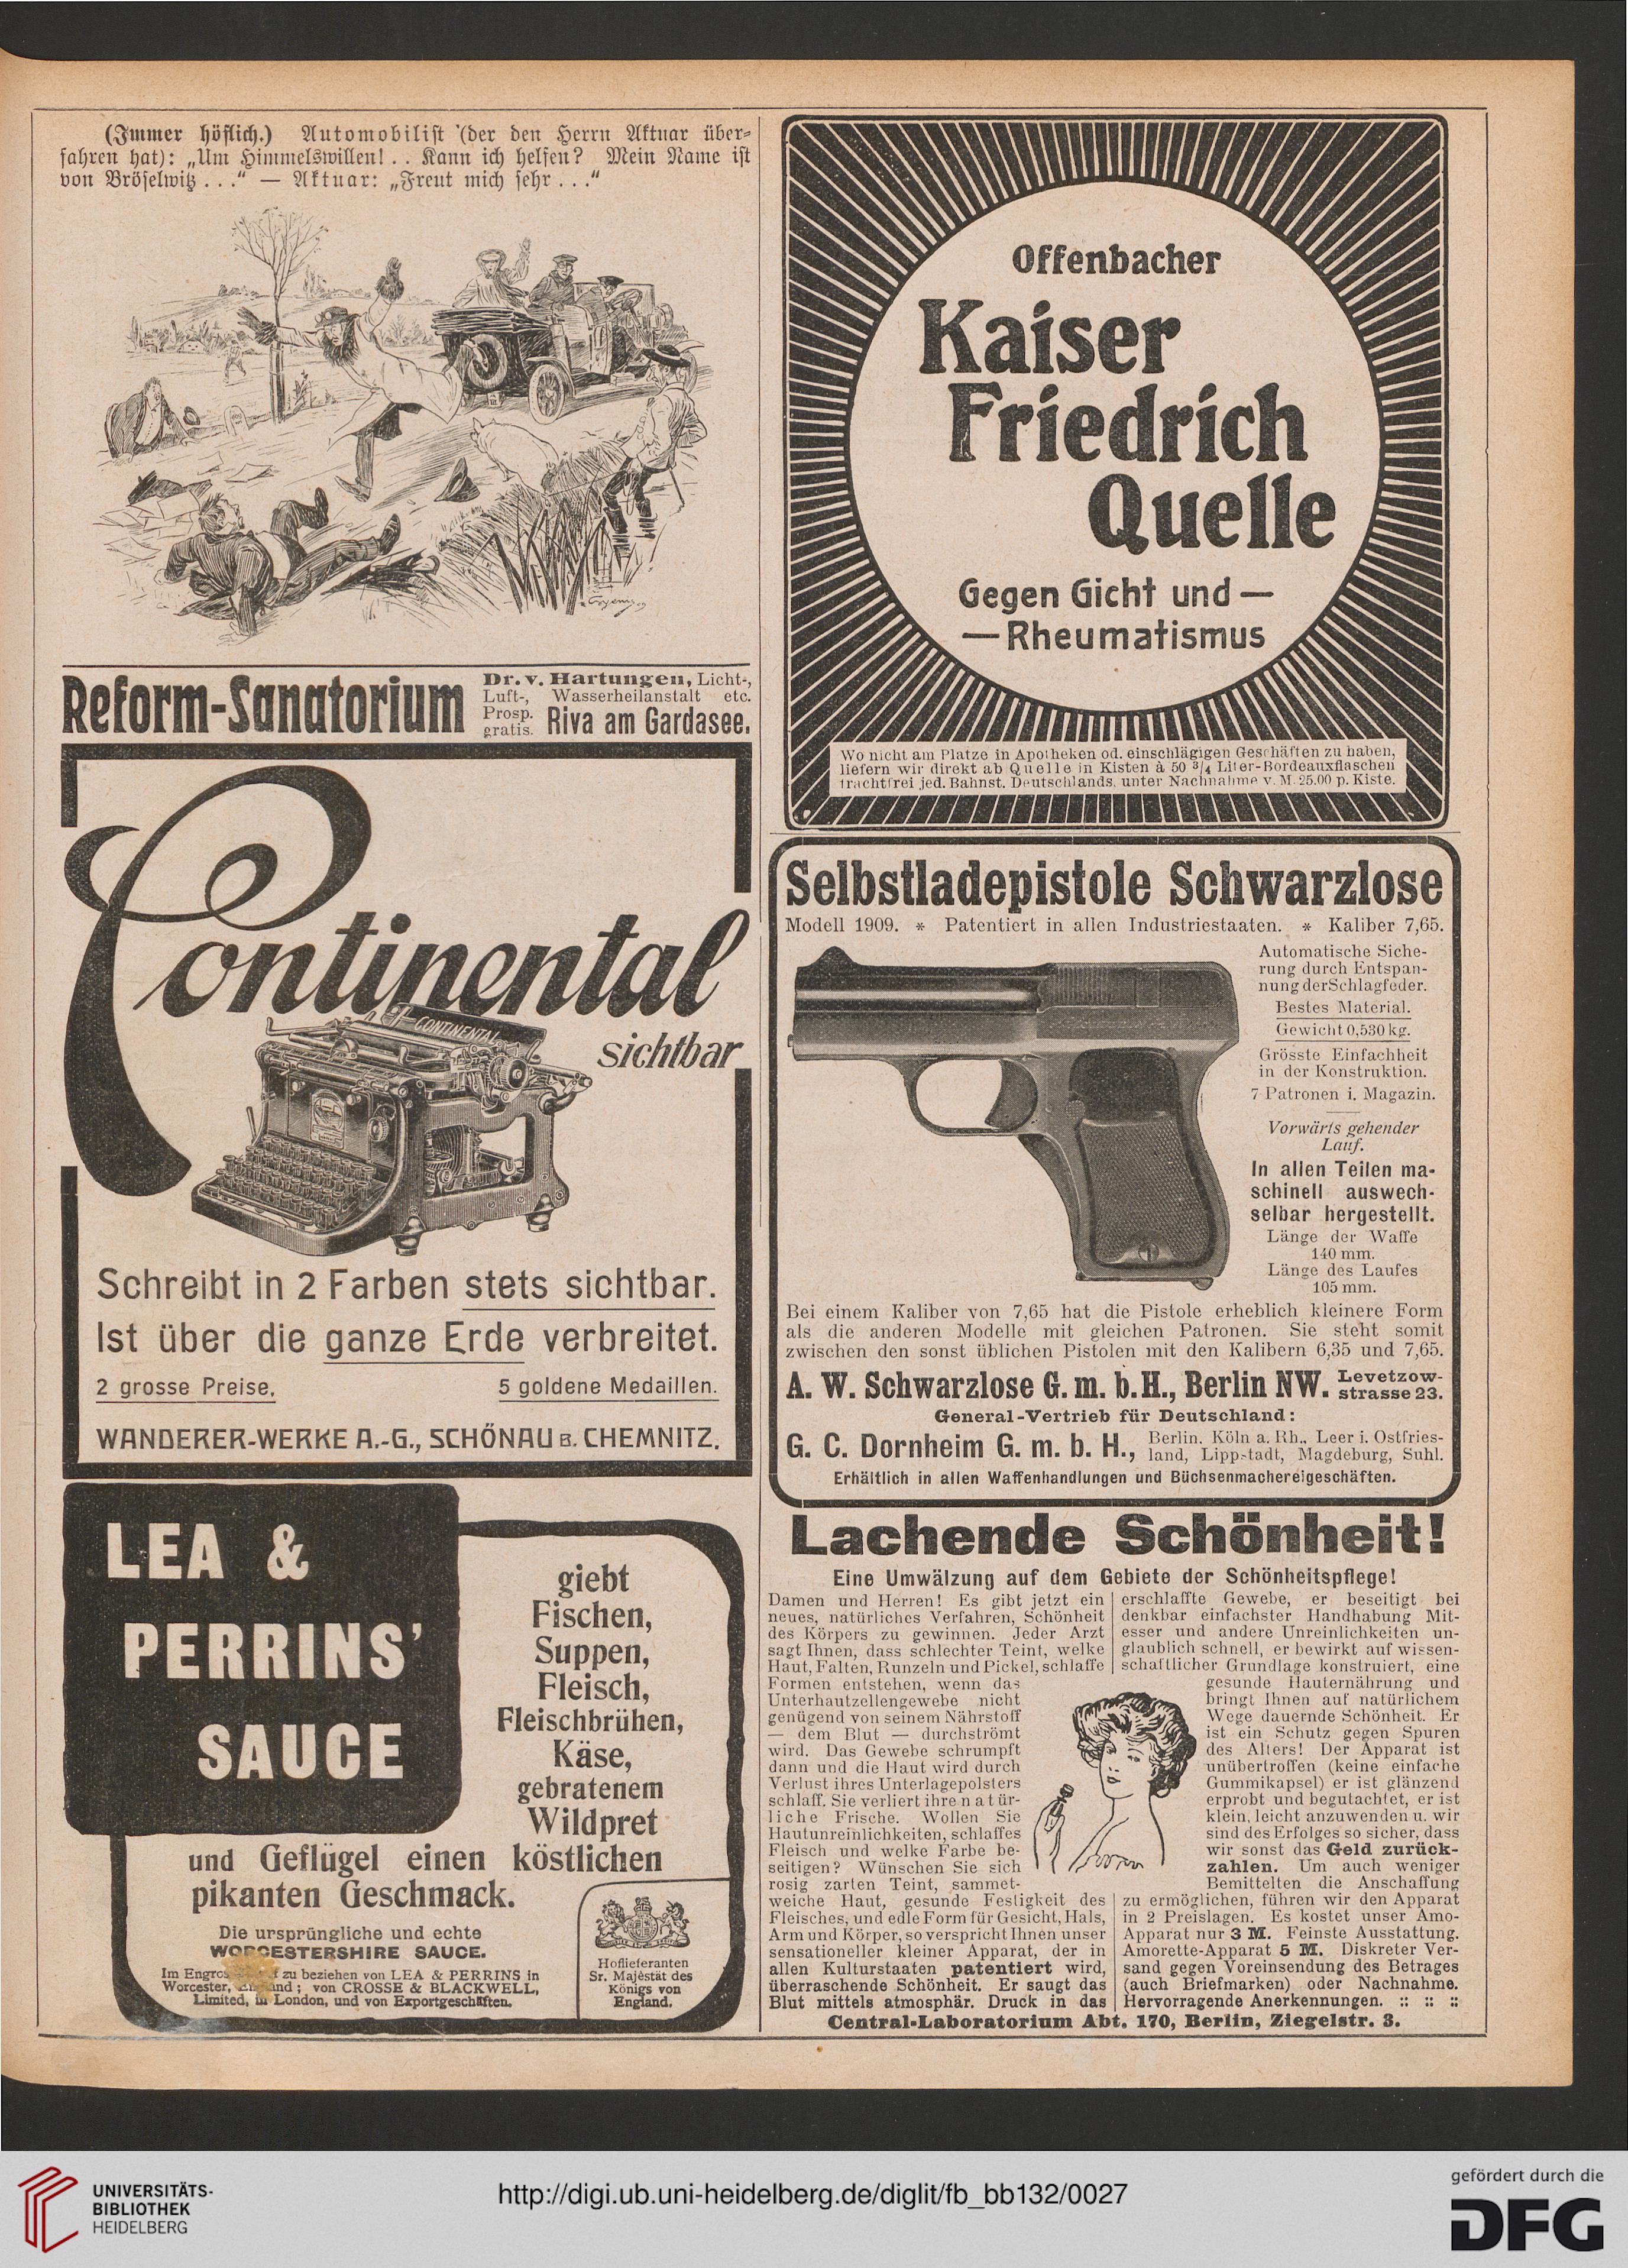 (Immer höflich.) Automobilist (der den Herrn Aktuar über-
fahren hat): „Um Himmelswillen! . . Kann ich helfen? Mein Name ist
von Bröselwitz . . .“ — Aktuar: „Freut mich sehr . . .“
Reform-Sanatorium
Dr. v. Hartungen, Licht-,
Luft-, Wasserheilanstalt etc.
Prosp.
gratis. Riva am Gardasee.
Continental
CONTINENTAL
sichtbar
Schreibt in 2 Farben stets sichtbar.
Ist über die ganze Erde verbreitet.
2 grosse Preise. 5 goldene Medaillen.
WANDERER-WERKE A.-G., SCHÖNAU B. CHEMNITZ.
LEA &
PERRINS'
SAUCE
giebt
Fischen,
Suppen,
Fleisch,
Fleischbrühen,
Käse,
gebratenem
Wildpret
und Geflügel einen köstlichen
pikanten Geschmack.
Die ursprüngliche und echte
WORCESTERSHIRE SAUCE.
Im zu beziehen von LEA & PERRINS in
Worcester, ; von CROSSE & BLACKWELL,
Limited, in London, und von Exportgeschäften.
Hoflieferanten
Sr. Majestät des
Königs von
England.
Offenbacher
Kaiser
Friedrich
Quelle
Gegen Gicht und —
— Rheumatismus
Wo nicht am Platze in Apotheken od. einschlägigen Geschäften zu haben,
liefern wir direkt ab Quelle in Kisten à 50 ¾ Liter-Bordeauxflaschen
frachtfrei jed. Bahnst. Deutschlands, unter Nachnahme v. M. 25.00 p. Kiste.
Selbstladepistole Schwarzlose
Modell 1909. * Patentiert in allen Industriestaaten. * Kaliber 7,65.
Automatische Siche-
rung durch Entspan-
nung der Schlagfeder.
Bestes Material.
Gewicht 0,530 kg.
Grösste Einfachheit
in der Konstruktion.
7 Patronen i. Magazin.
Vorwärts gehender
Lauf.
In allen Teilen ma-
schinell auswech-
selbar hergestellt.
Länge der Waffe
140 mm.
Länge des Laufes
105 mm.
Bei einem Kaliber von 7,65 hat die Pistole erheblich kleinere Form
als die anderen Modelle mit gleichen Patronen. Sie steht somit
zwischen den sonst üblichen Pistolen mit den Kalibern 6,35 und 7,65.
A. W. Schwarzlose G. m. b. H., Berlin NW. Levetzow-
strasse 23.
General-Vertrieb für Deutschland:
G. C. Dornheim G. m. b. H., Berlin, Köln a. Rh., Leer i. Ostfries-
land, Lippstadt, Magdeburg, Suhl.
Erhältlich in allen Waffenhandlungen und Büchsenmachereigeschäften.
Lachende Schönheit!
Eine Umwälzung auf dem Gebiete der Schönheitspflege!
Damen und Herren! Es gibt jetzt ein
neues, natürliches Verfahren, Schönheit
des Körpers zu gewinnen. Jeder Arzt
sagt Ihnen, dass schlechter Teint, welke
Haut, Falten, Runzeln und Pickel, schlaffe
Formen entstehen, wenn das
Unterhautzellengewebe nicht
genügend von seinem Nährstoff
— dem Blut — durchströmt
wird. Das Gewebe schrumpft
dann und die Haut wird durch
Verlust ihres Unterlagepolsters
schlaff. Sie verliert ihre natür-
liche Frische. Wollen Sie
Hautunreinlichkeiten, schlaffes
Fleisch und welke Farbe be-
seitigen? Wünschen Sie sich
rosig zarten Teint, sammet-
weiche Haut, gesunde Festigkeit des
Fleisches, und edle Form für Gesicht, Hals,
Arm und Körper, so verspricht Ihnen unser
sensationeller kleiner Apparat, der in
allen Kulturstaaten patentiert wird,
überraschende Schönheit. Er saugt das
Blut mittels atmosphär. Druck in das
erschlaffte Gewebe, er beseitigt bei
denkbar einfachster Handhabung Mit-
esser und andere Unreinlichkeiten un-
glaublich schnell, er bewirkt auf wissen-
schaftlicher Grundlage konstruiert, eine
gesunde Hauternährung und
bringt Ihnen auf natürlichem
Wege dauernde Schönheit. Er
ist ein Schutz gegen Spuren
des Alters! Der Apparat ist
unübertroffen (keine einfache
Gummikapsel) er ist glänzend
erprobt und begutachtet, er ist
klein, leicht anzuwenden u. wir
sind des Erfolges so sicher, dass
wir sonst das Geld zurück-
zahlen. Um auch weniger
Bemittelten die Anschaffung
zu ermöglichen, führen wir den Apparat
in 2 Preislagen. Es kostet unser Amo-
Apparat nur 3 M. Feinste Ausstattung.
Amorette-Apparat 5 M. Diskreter Ver-
sand gegen Voreinsendung des Betrages
(auch Briefmarken) oder Nachnahme.
Hervorragende Anerkennungen. :: :: ::
Central-Laboratorium Abt. 170, Berlin, Ziegelstr. 3.
UNIVERSITÄTS-
BIBLIOTHEK
HEIDELBERG
http://digi.ub.uni-heidelberg.de/diglit/fb_bb132/0027
gefördert durch die
DFG